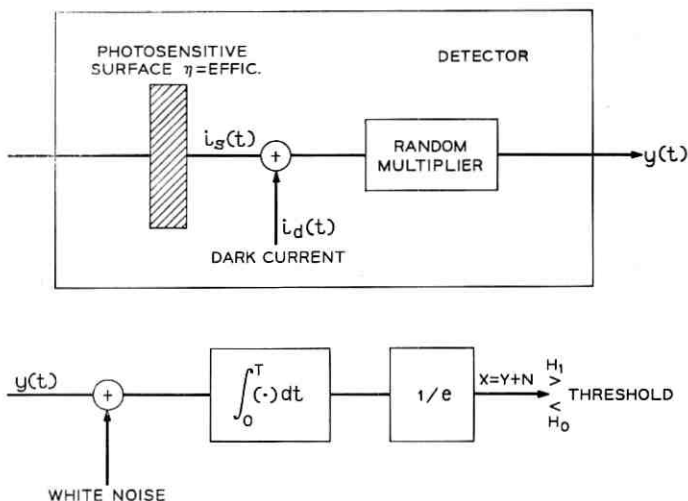 PHOTOSENSITIVE
SURFACE η=EFFIC.
DETECTOR
i_s(t)
+
RANDOM
MULTIPLIER
y(t)
i_d(t)
DARK CURRENT
y(t)
+
∫_0^T (·) dt
1/e
X=Y+N
H_1
>
<
H_0
THRESHOLD
WHITE NOISE